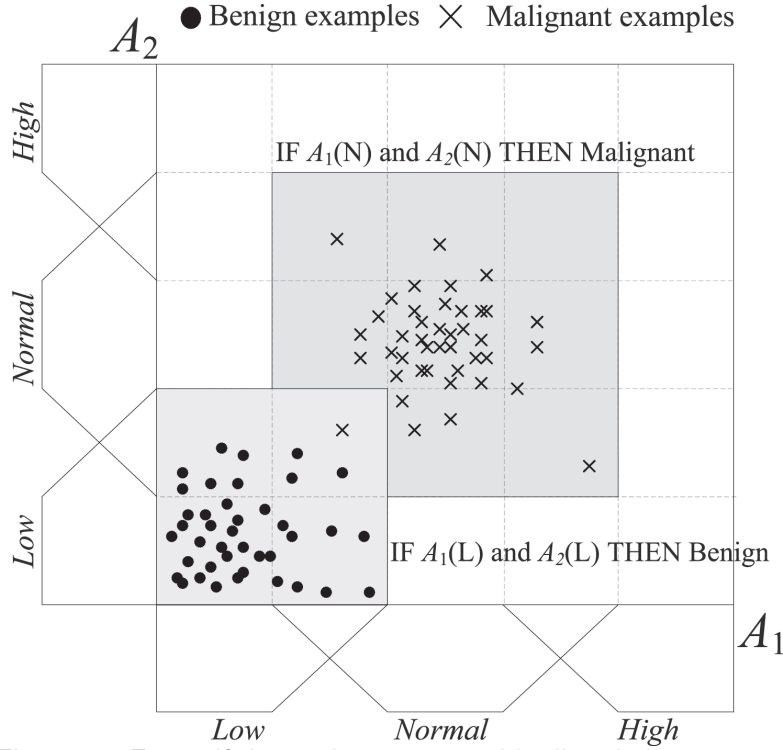 Benign examples
Malignant examples
A2
High
IF A1(N) and A2(N) THEN Malignant
Normal
Low
IF A1(L) and A2(L) THEN Benign
A1
Low
Normal
High